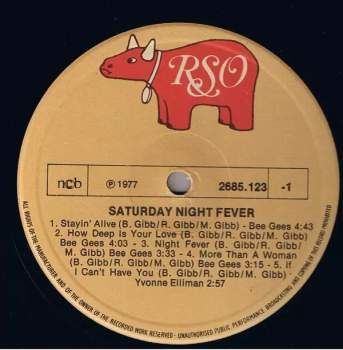 RSO
ncb
℗ 1977
2685.123
-1
SATURDAY NIGHT FEVER
1. Stayin' Alive (B. Gibb/R. Gibb/M. Gibb) - Bee Gees 4:43
2. How Deep Is Your Love (B. Gibb/R. Gibb/M. Gibb)
Bee Gees 4:03 - 3. Night Fever (B. Gibb/R. Gibb/M.
Gibb) Bee Gees 3:33 - 4. More Than A Woman
(B. Gibb/R. Gibb/M. Gibb) Bee Gees 3:15 - 5. If
I Can't Have You (B. Gibb/R. Gibb/M. Gibb)
Yvonne Elliman 2:57
ALL RIGHTS OF THE MANUFACTURER AND OF THE OWNER OF THE RECORDED WORK RESERVED - UNAUTHORISED PUBLIC PERFORMANCE BROADCASTING AND COPYING OF THIS RECORD PROHIBITED